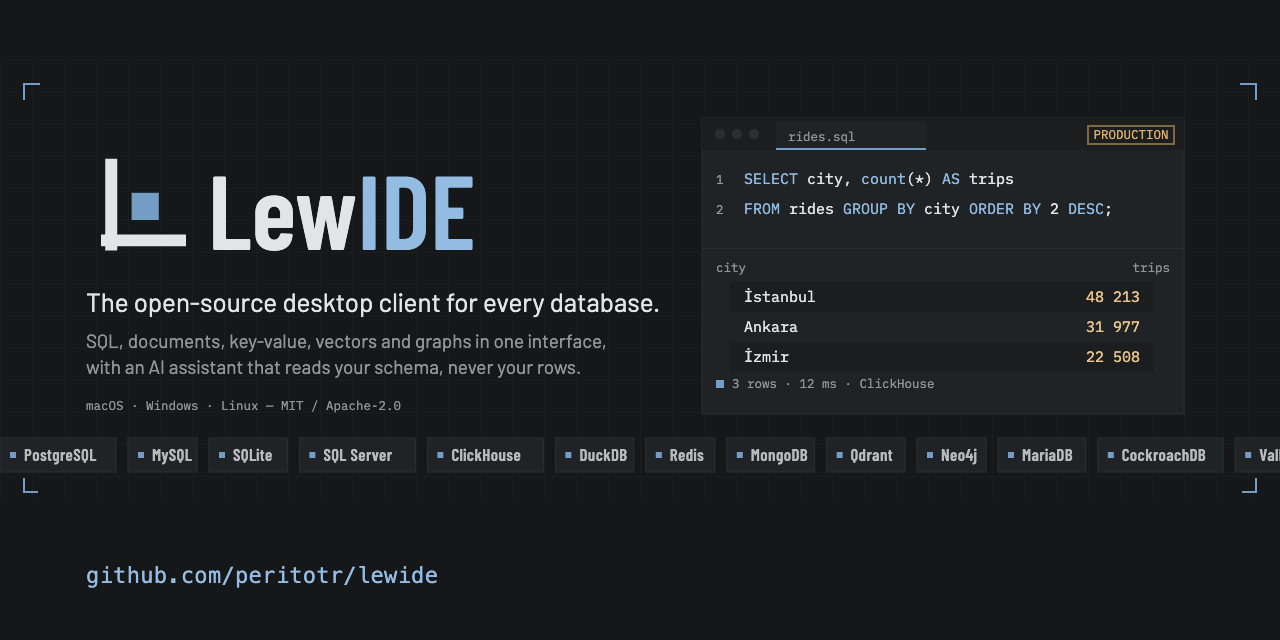 LewIDE
The open-source desktop client for every database.
SQL, documents, key-value, vectors and graphs in one interface,
with an AI assistant that reads your schema, never your rows.
macOS · Windows · Linux — MIT / Apache-2.0
rides.sql
PRODUCTION
1 SELECT city, count(*) AS trips
2 FROM rides GROUP BY city ORDER BY 2 DESC;
city trips
İstanbul 48 213
Ankara 31 977
İzmir 22 508
3 rows · 12 ms · ClickHouse
PostgreSQL MySQL SQLite SQL Server ClickHouse DuckDB Redis MongoDB Qdrant Neo4j MariaDB CockroachDB
github.com/peritotr/lewide